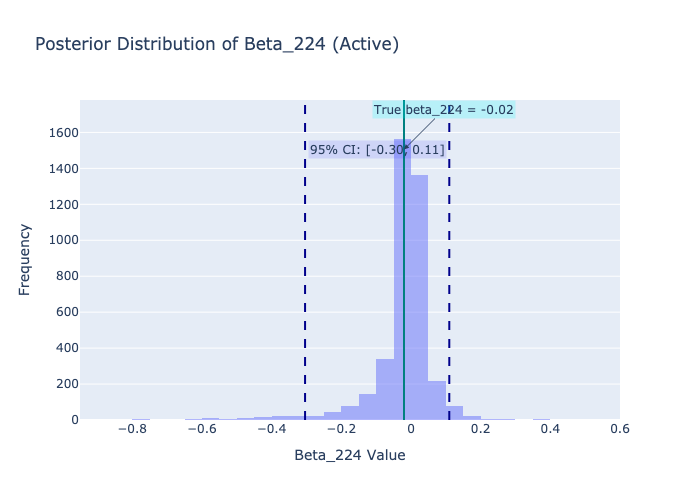 Posterior Distribution of Beta_224 (Active)
True beta_224 = -0.02
95% CI: [-0.30, 0.11]
1600
1400
1200
1000
800
600
400
200
0
Frequency
−0.8 −0.6 −0.4 −0.2 0 0.2 0.4 0.6
Beta_224 Value